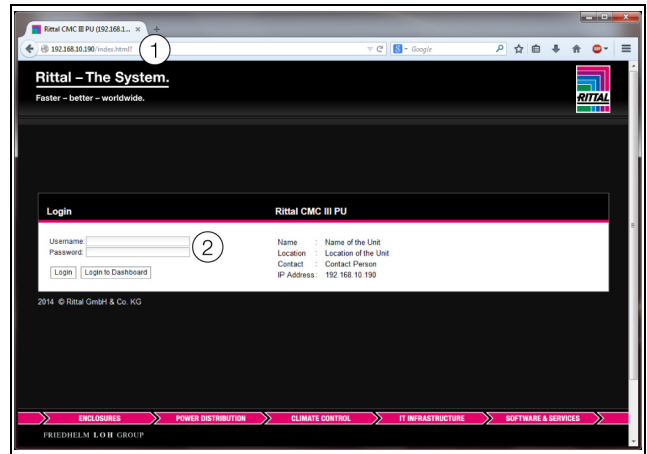 Rittal CMC III PU (192.168.1...
192.168.10.190/index.html?
Google
1
Rittal – The System.
Faster – better – worldwide.
RITTAL
Login
Rittal CMC III PU
Username:
Password:
2
Login
Login to Dashboard
Name : Name of the Unit
Location : Location of the Unit
Contact : Contact Person
IP Address : 192.168.10.190
2014 © Rittal GmbH & Co. KG
ENCLOSURES
POWER DISTRIBUTION
CLIMATE CONTROL
IT INFRASTRUCTURE
SOFTWARE & SERVICES
FRIEDHELM LOH GROUP